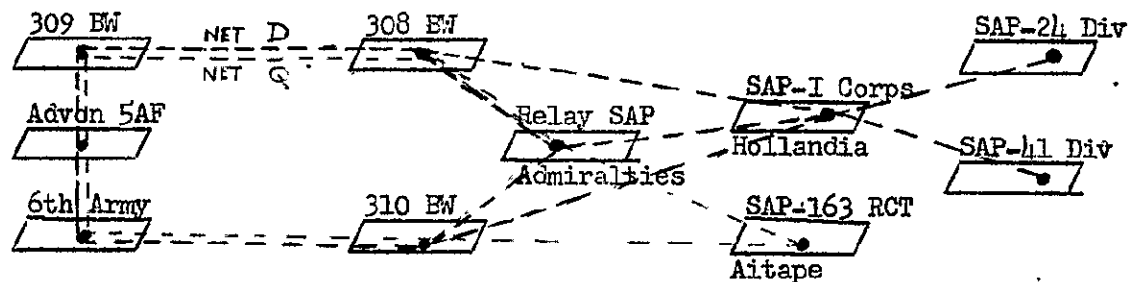 309 BW
308 BW
SAP-24 Div
NET D
NET Q
SAP-I Corps
Advon 5AF
Relay SAP
Hollandia
SAP-41 Div
Admiralties
6th Army
310 BW
SAP-163 RCT
Aitape